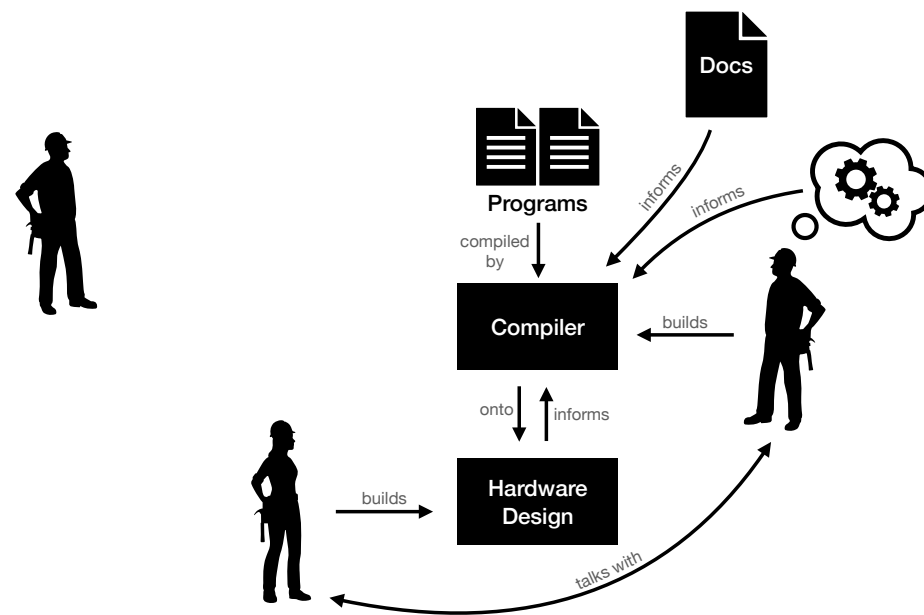 Docs
Programs
informs
informs
compiled
by
Compiler
builds
onto
informs
Hardware
Design
builds
talks with